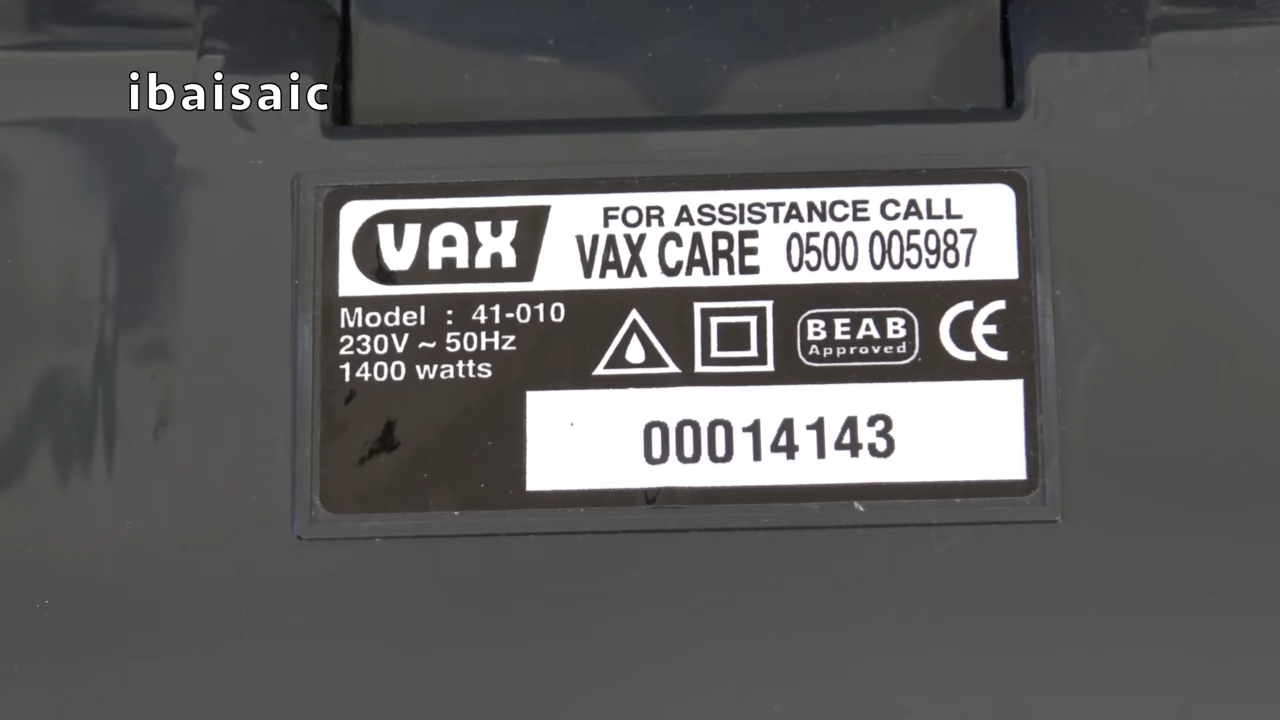 ibaisaic
VAX
FOR ASSISTANCE CALL
VAX CARE 0500 005987
Model : 41-010
230V ~ 50Hz
1400 watts
BEAB
Approved
CE
00014143